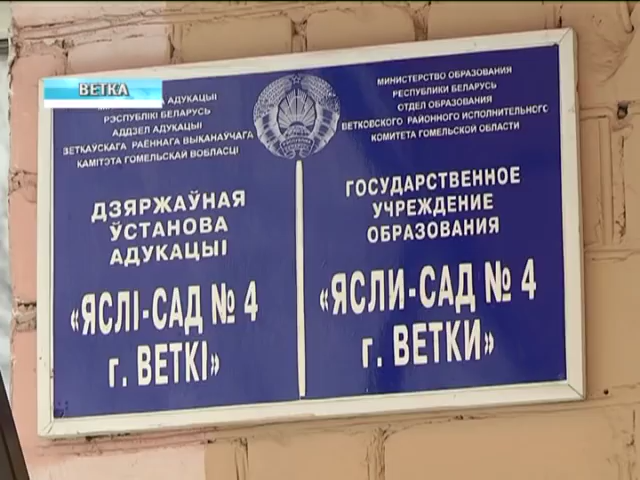 ВЕТКА
АДУКАЦЫІ
РЭСПУБЛІКІ БЕЛАРУСЬ
АДДЗЕЛ АДУКАЦЫІ
ВЕТКАЎСКАГА РАЁННАГА ВЫКАНАЎЧАГА
КАМІТЭТА ГОМЕЛЬСКАЙ ВОБЛАСЦІ
ДЗЯРЖАЎНАЯ
ЎСТАНОВА
АДУКАЦЫІ
«ЯСЛІ-САД № 4
г. ВЕТКІ»
МИНИСТЕРСТВО ОБРАЗОВАНИЯ
РЕСПУБЛИКИ БЕЛАРУСЬ
ОТДЕЛ ОБРАЗОВАНИЯ
ВЕТКОВСКОГО РАЙОННОГО ИСПОЛНИТЕЛЬНОГО
КОМИТЕТА ГОМЕЛЬСКОЙ ОБЛАСТИ
ГОСУДАРСТВЕННОЕ
УЧРЕЖДЕНИЕ
ОБРАЗОВАНИЯ
«ЯСЛИ-САД № 4
г. ВЕТКИ»